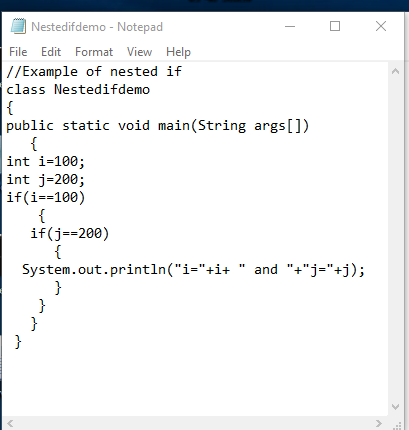 Nestedifdemo - Notepad
File Edit Format View Help
//Example of nested if
class Nestedifdemo
{
public static void main(String args[])
{
int i=100;
int j=200;
if(i==100)
{
if(j==200)
{
System.out.println("i="+i+ " and "+"j="+j);
}
}
}
}